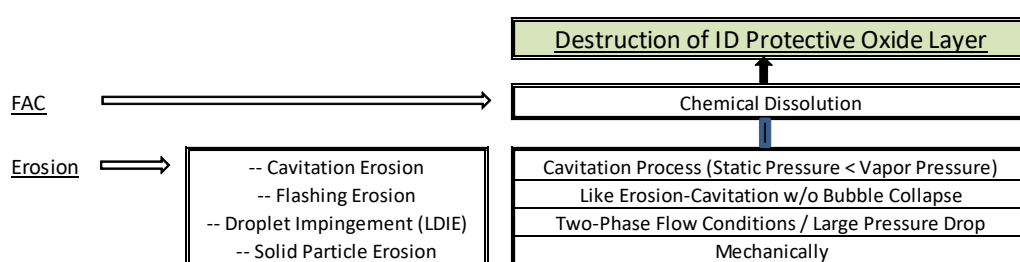 Destruction of ID Protective Oxide Layer
FAC
Chemical Dissolution
Erosion
-- Cavitation Erosion
Cavitation Process (Static Pressure < Vapor Pressure)
-- Flashing Erosion
Like Erosion-Cavitation w/o Bubble Collapse
-- Droplet Impingement (LDIE)
Two-Phase Flow Conditions / Large Pressure Drop
-- Solid Particle Erosion
Mechanically